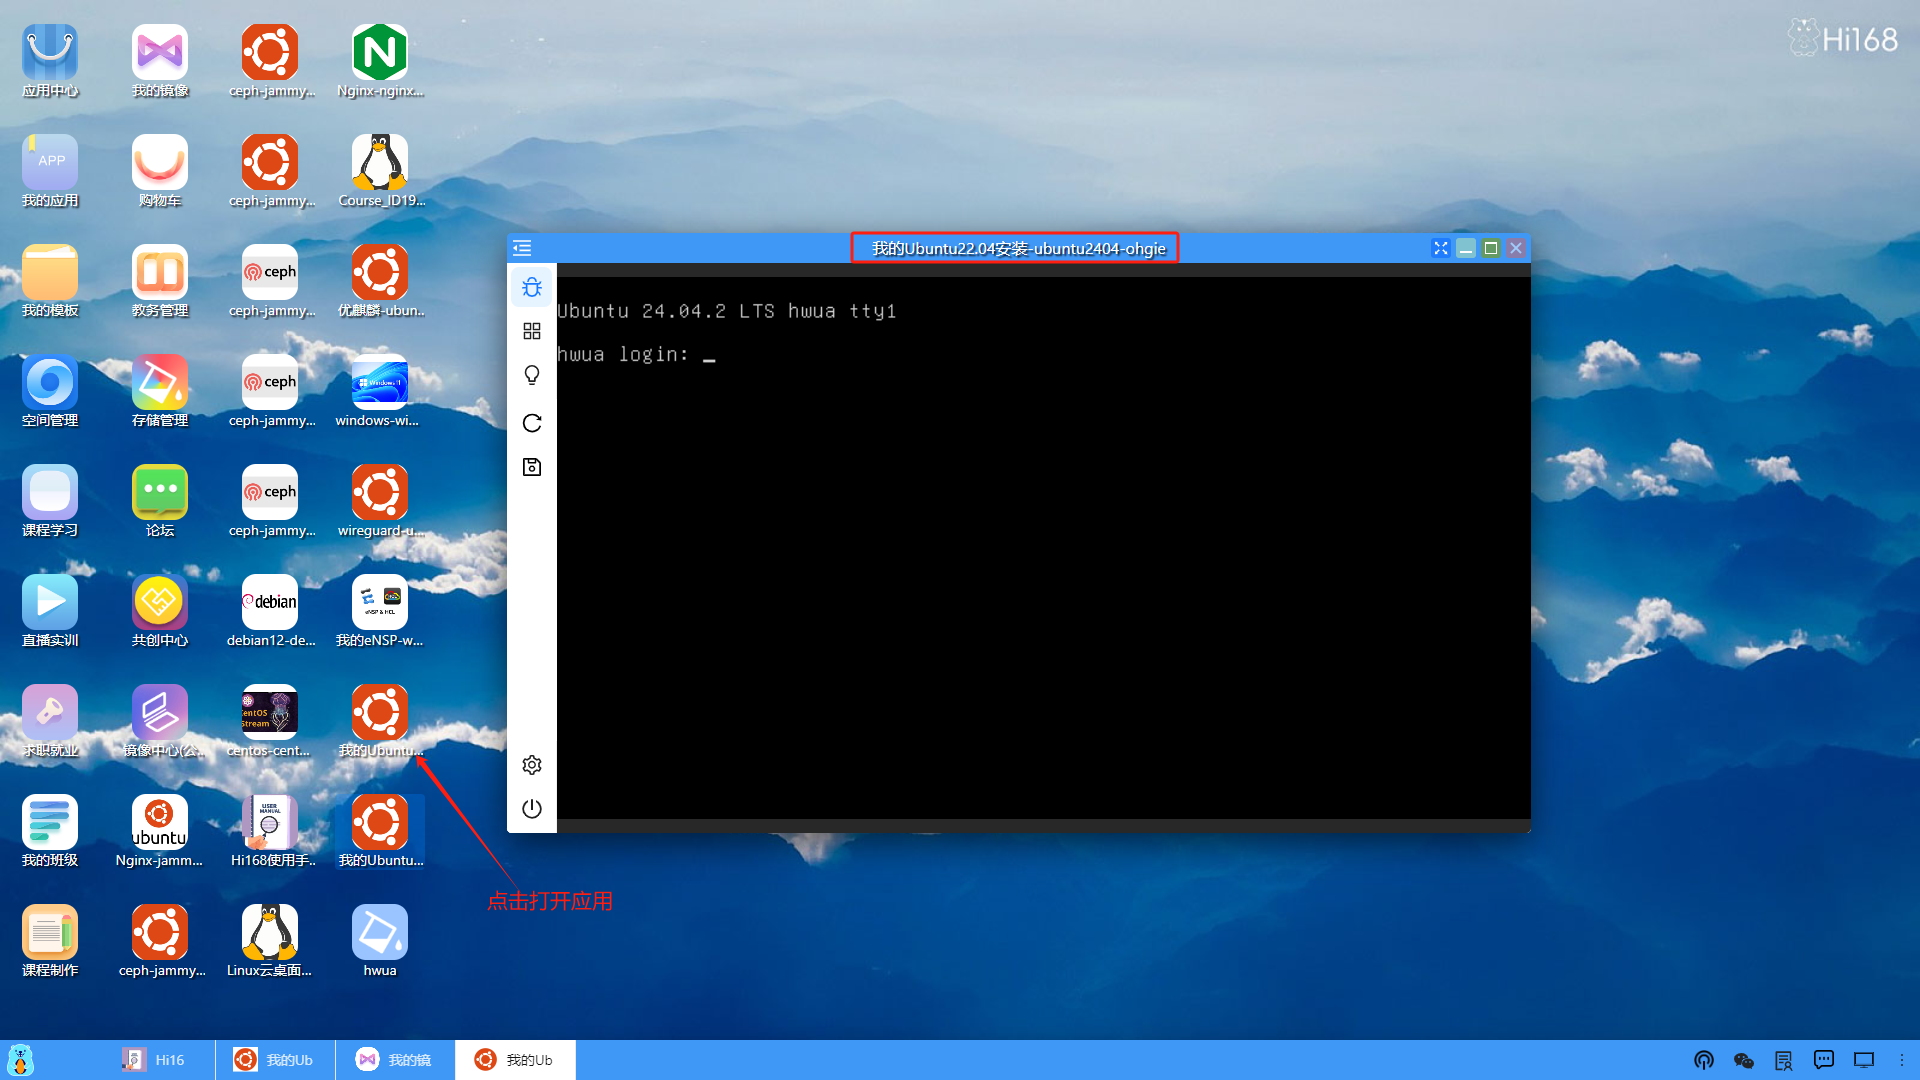 Hi168
应用中心
我的镜像
ceph-jammy...
Nginx-nginx...
APP
我的应用
购物车
ceph-jammy...
Course_ID19...
我的模板
教务管理
ceph
ceph-jammy...
优麒麟-ubun..
空间管理
存储管理
ceph
ceph-jammy...
Windows11
windows-wi...
课程学习
论坛
ceph
ceph-jammy...
wireguard-u...
直播实训
共创中心
debian
debian12-de...
eNSP & HCL
我的eNSP-w...
求职就业
镜像中心(公..
CentOS
Stream
centos-cent...
我的Ubuntu...
我的班级
ubuntu
Nginx-jamm...
USER
MANUAL
Hi168使用手..
我的Ubuntu...
课程制作
ceph-jammy...
Linux云桌面...
hwua
我的Ubuntu22.04安装-ubuntu2404-ohgie
Ubuntu 24.04.2 LTS hwua tty1
hwua login: _
点击打开应用
Hi16
我的Ub
我的镜
我的Ub